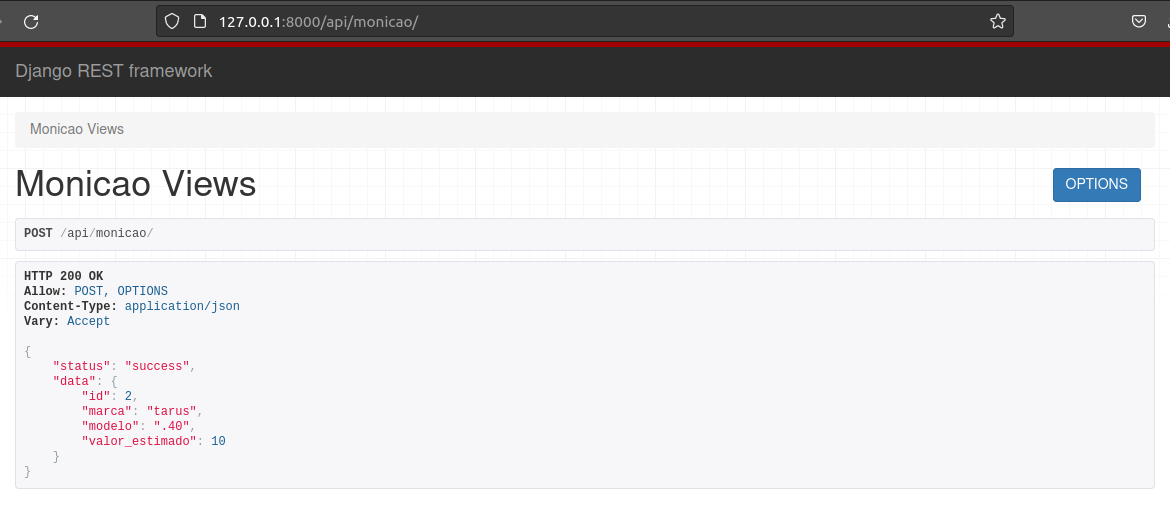 127.0.0.1:8000/api/monicao/
Django REST framework
Monicao Views
Monicao Views
OPTIONS
POST /api/monicao/
HTTP 200 OK
Allow: POST, OPTIONS
Content-Type: application/json
Vary: Accept
{
    "status": "success",
    "data": {
        "id": 2,
        "marca": "tarus",
        "modelo": ".40",
        "valor_estimado": 10
    }
}